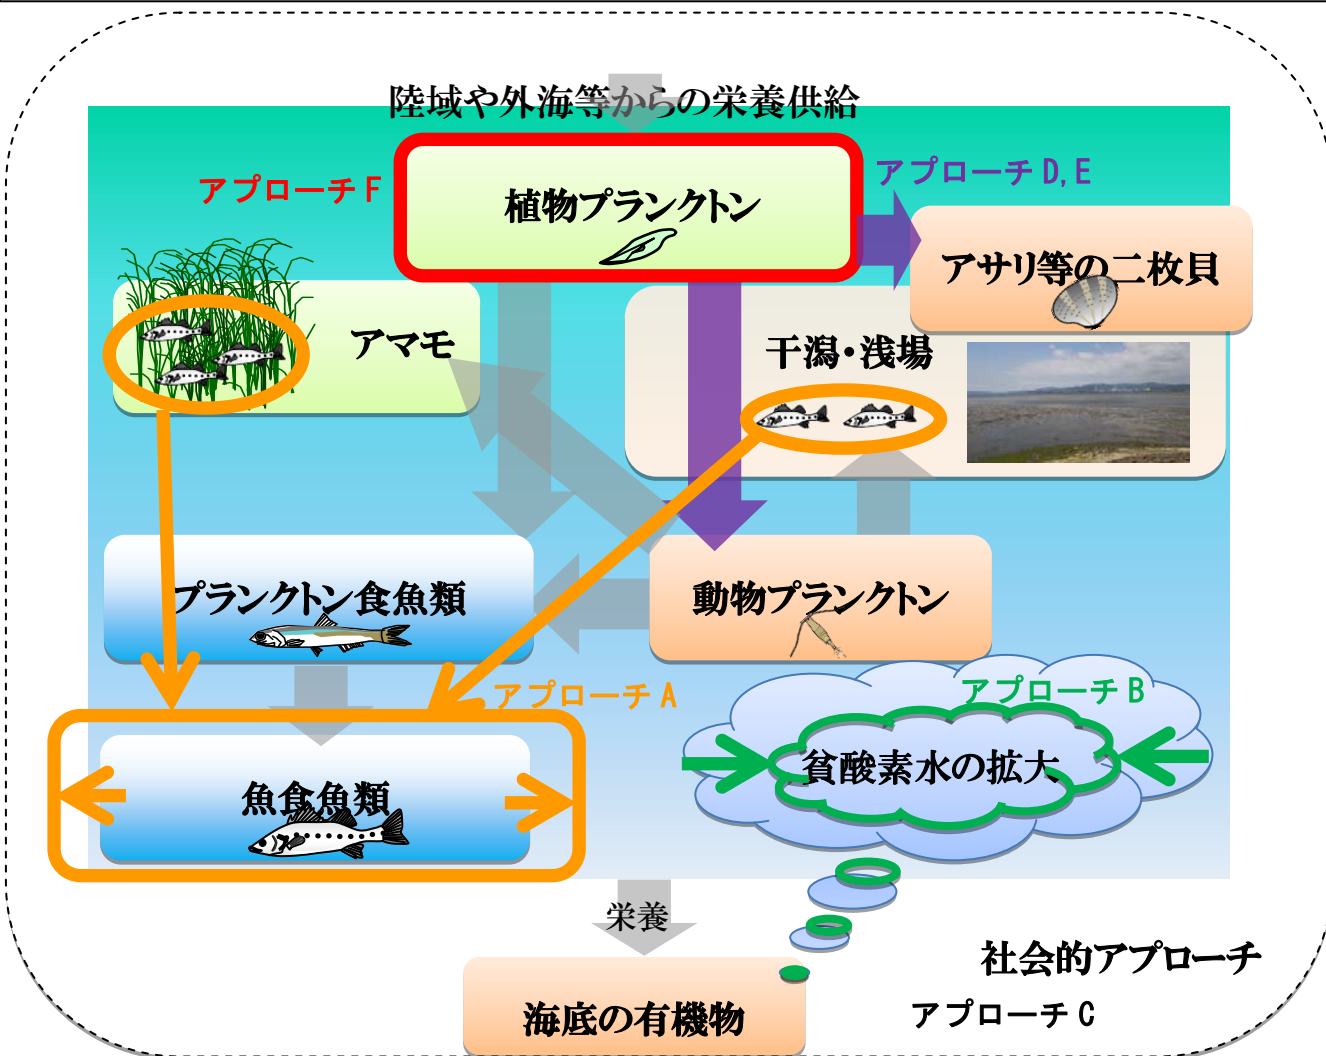 陸域や外海等からの栄養供給
アプローチ F
植物プランクトン
アプローチ D, E
アサリ等の二枚貝
アマモ
干潟・浅場
プランクトン食魚類
動物プランクトン
アプローチ A
アプローチ B
貧酸素水の拡大
魚食魚類
栄養
社会的アプローチ
アプローチ C
海底の有機物